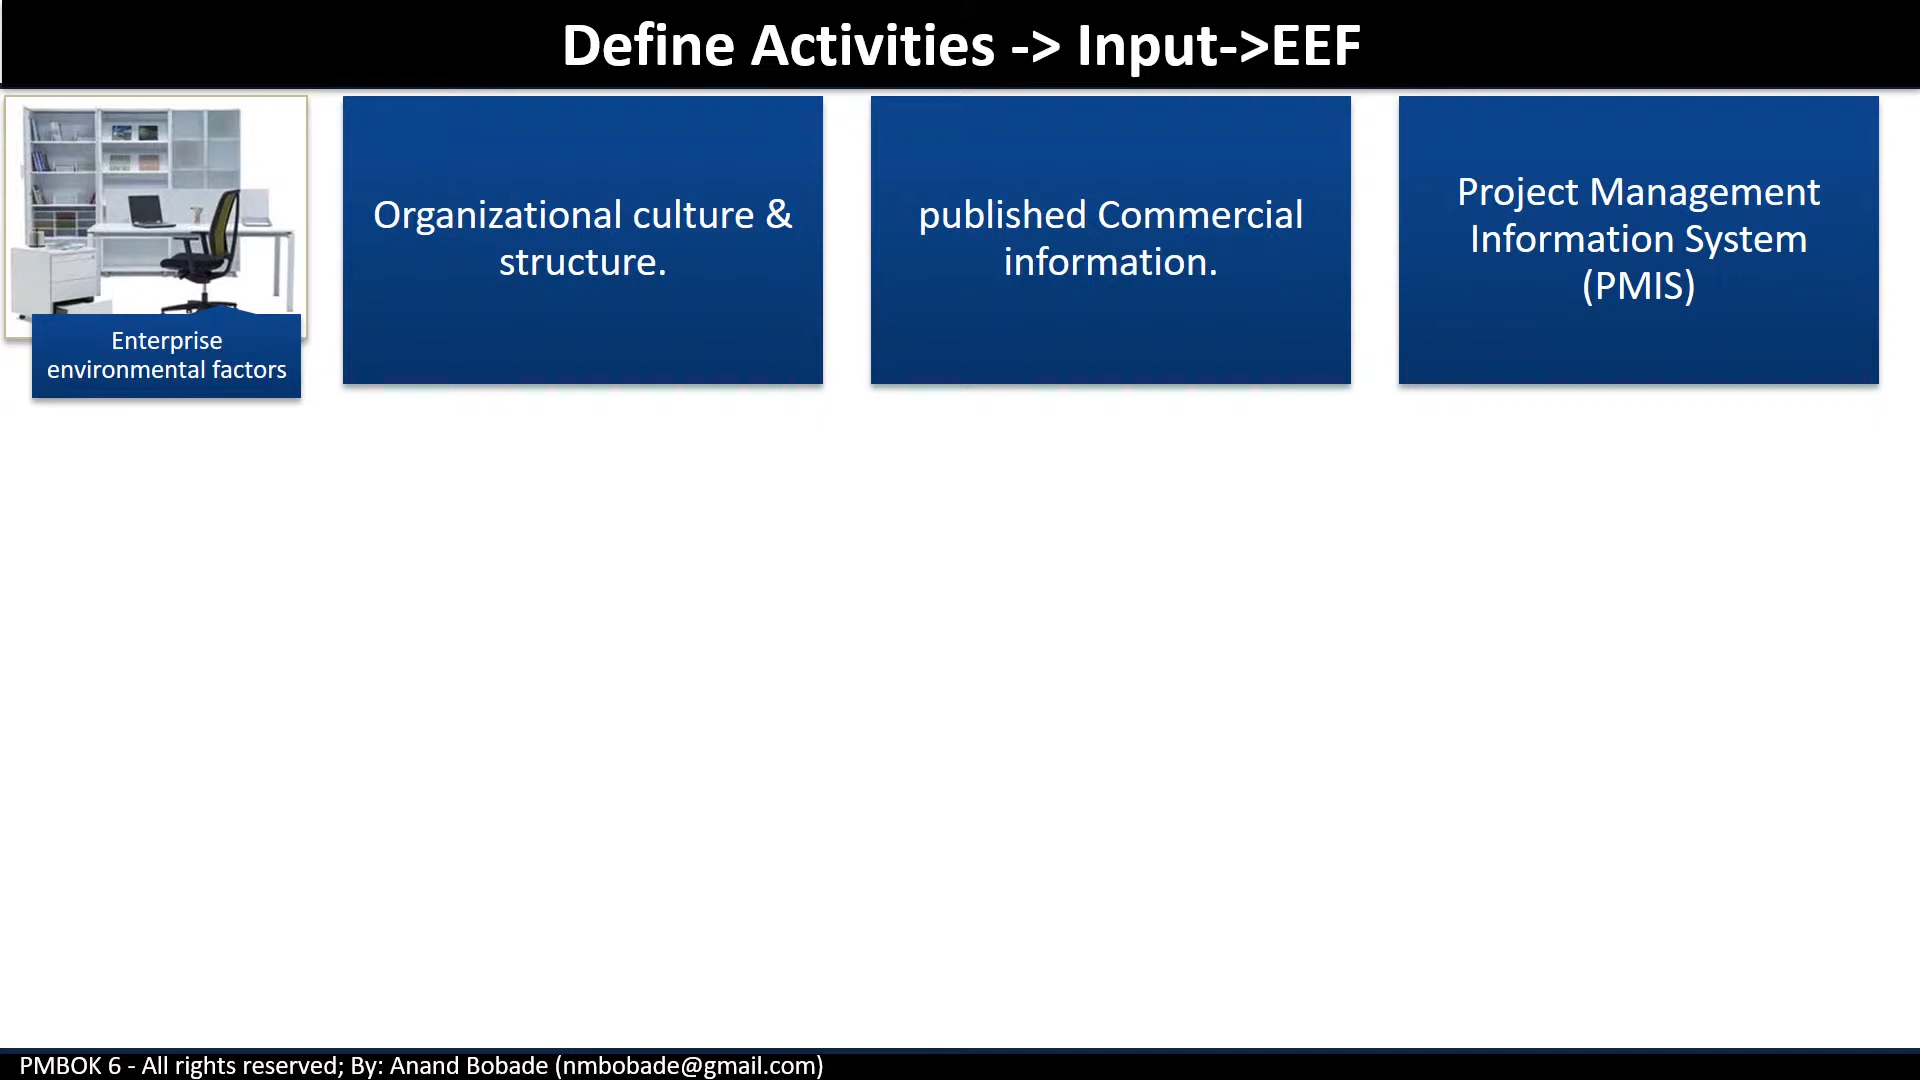 Define Activities -> Input->EEF
Enterprise
environmental factors
Organizational culture &
structure.
published Commercial
information.
Project Management
Information System
(PMIS)
PMBOK 6 - All rights reserved; By: Anand Bobade (nmbobade@gmail.com)